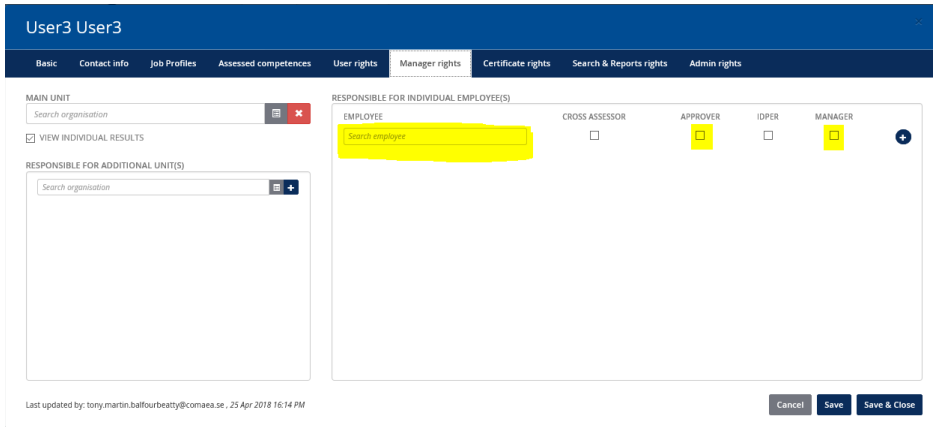 User3 User3
Basic Contact info Job Profiles Assessed competences User rights Manager rights Certificate rights Search & Reports rights Admin rights
MAIN UNIT
Search organisation
VIEW INDIVIDUAL RESULTS
RESPONSIBLE FOR ADDITIONAL UNIT(S)
Search organisation
RESPONSIBLE FOR INDIVIDUAL EMPLOYEE(S)
EMPLOYEE CROSS ASSESSOR APPROVER IDPER MANAGER
Search employee
Last updated by: tony.martin.balfourbeatty@comaea.se , 25 Apr 2018 16:14 PM
Cancel Save Save & Close